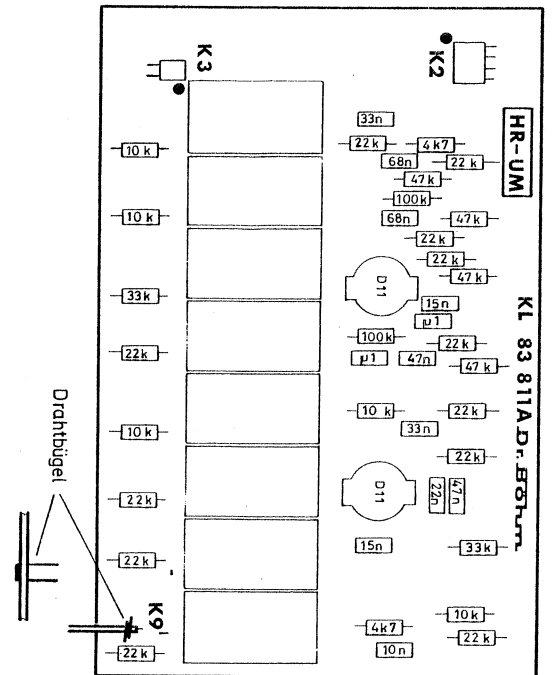 K3
K2
33n
22k
4k7
10k
68n
22k
47k
100k
10k
68n
47k
22k
22k
D11
47k
33k
15n
µ1
100k
22k
22k
µ1
47n
47k
10k
22k
33n
10k
22k
D11
22n
47n
22k
15n
33k
22k
K9
10k
4k7
22k
10n
22k
HR-UM
KL 83 811A Dr. Böhm
Drahtbügel